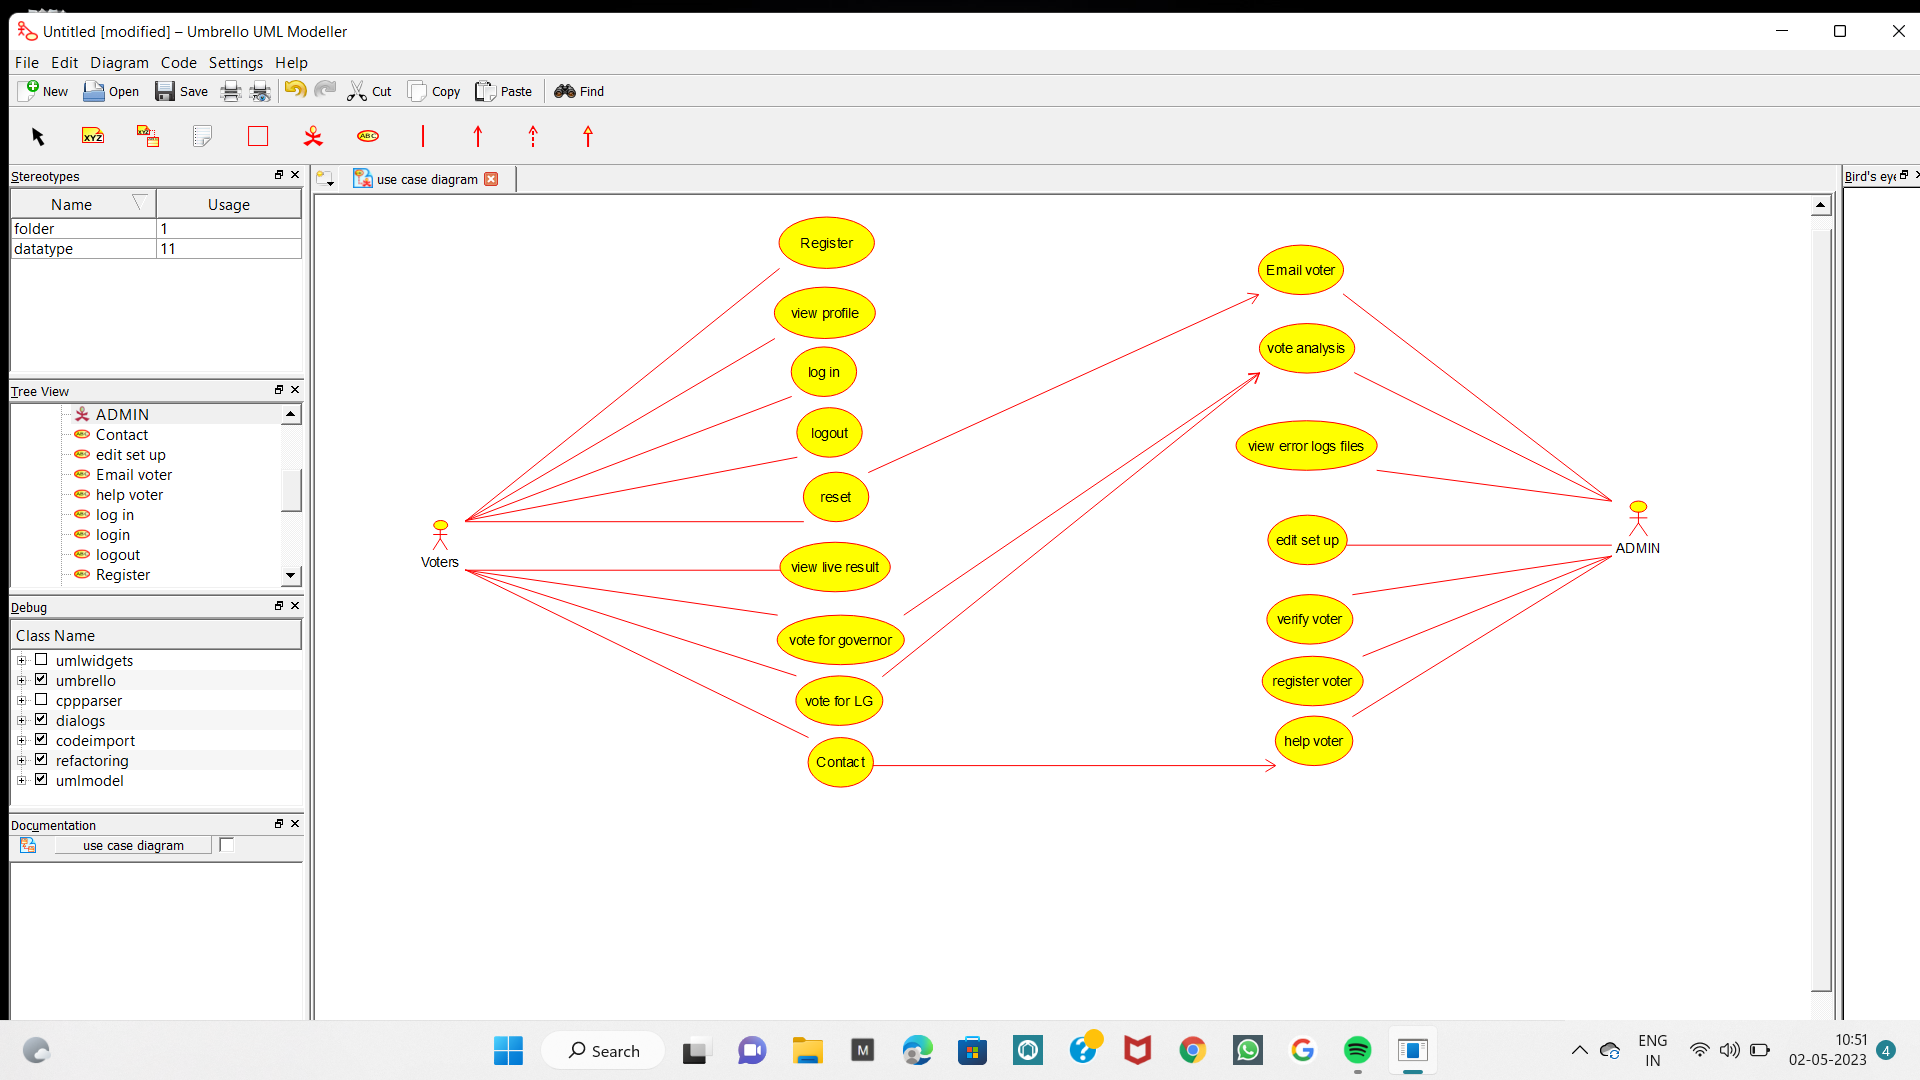 Untitled [modified] – Umbrello UML Modeller
File Edit Diagram Code Settings Help
New Open Save Cut Copy Paste Find
XYZ XYZ ABC
Stereotypes
Name Usage
folder 1
datatype 11
Tree View
ADMIN
Contact
edit set up
Email voter
help voter
log in
login
logout
Register
Debug
Class Name
umlwidgets
umbrello
cppparser
dialogs
codeimport
refactoring
umlmodel
Documentation
use case diagram
use case diagram
Bird's eye
Register
view profile
log in
logout
reset
Voters
view live result
vote for governor
vote for LG
Contact
Email voter
vote analysis
view error logs files
edit set up
ADMIN
verify voter
register voter
help voter
Search
M
ENG
IN
10:51
02-05-2023
4